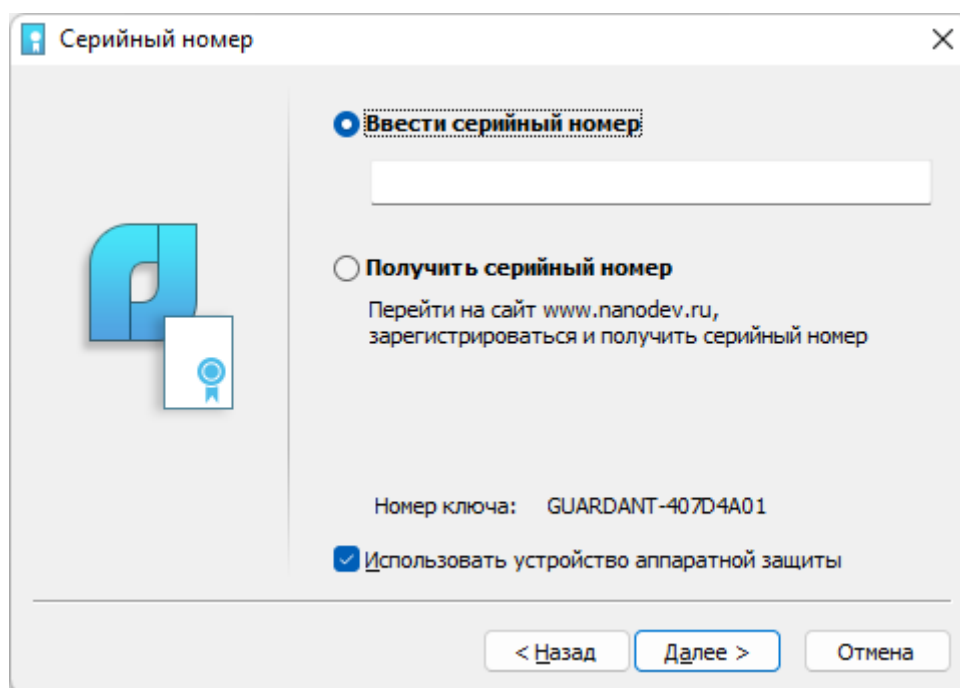 Серийный номер
Ввести серийный номер
Получить серийный номер
Перейти на сайт www.nanodev.ru,
зарегистрироваться и получить серийный номер
Номер ключа: GUARDANT-407D4A01
Использовать устройство аппаратной защиты
< Назад Далее > Отмена